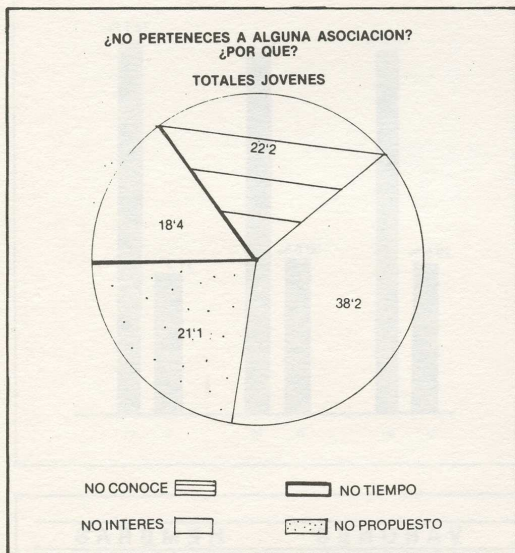 ¿NO PERTENECES A ALGUNA ASOCIACION?
¿POR QUE?
TOTALES JOVENES
22'2
18'4
38'2
21'1
NO CONOCE
NO TIEMPO
NO INTERES
NO PROPUESTO